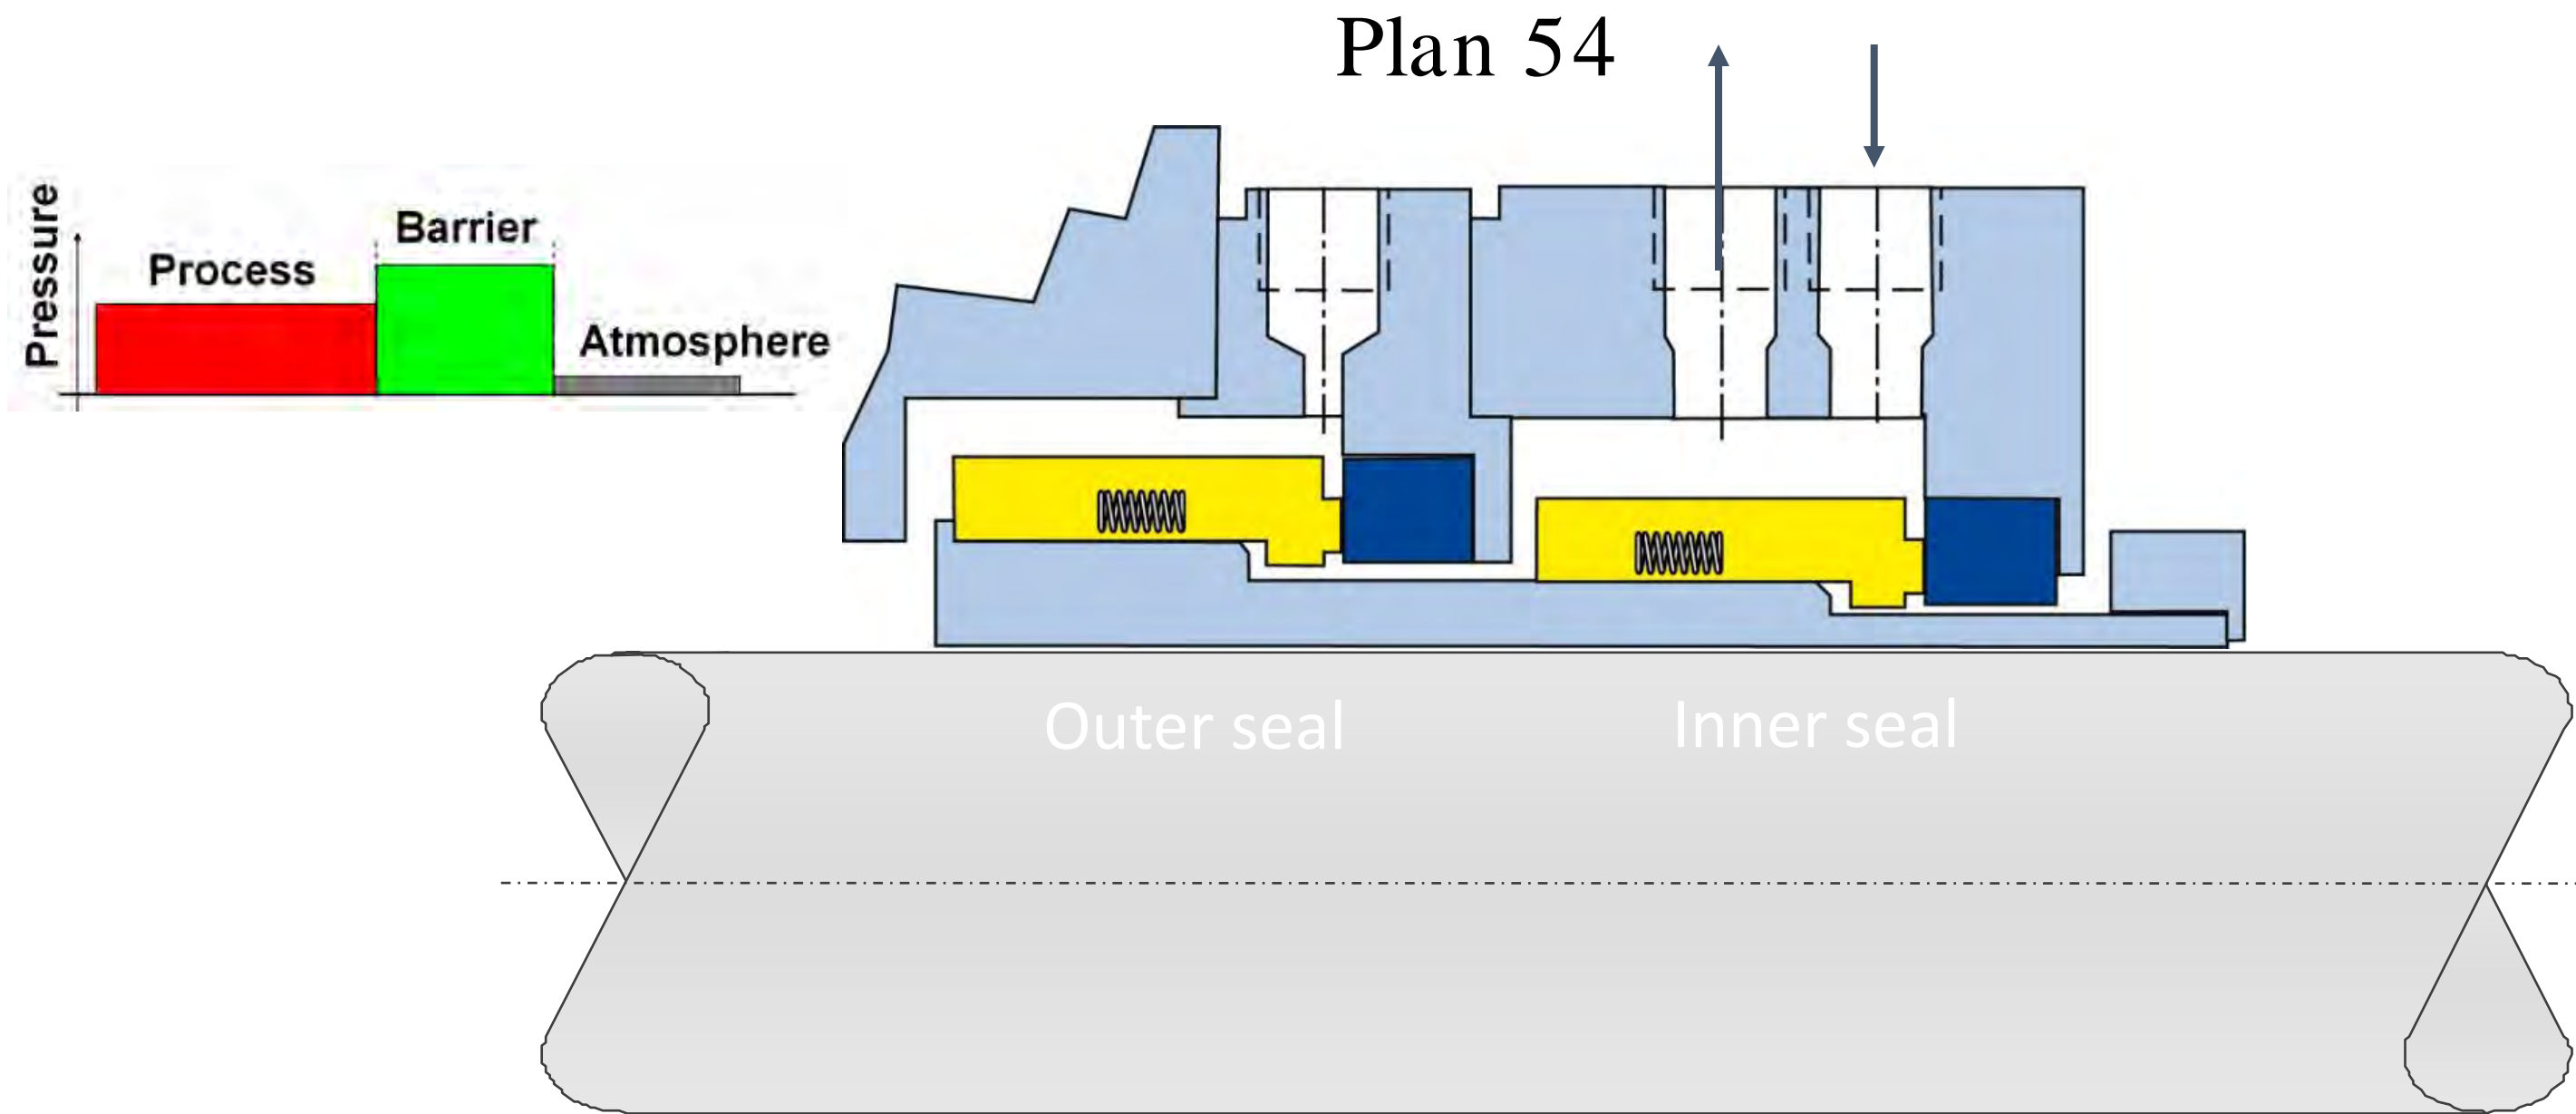 Plan 54
Pressure
Process
Barrier
Atmosphere
Outer seal
Inner seal